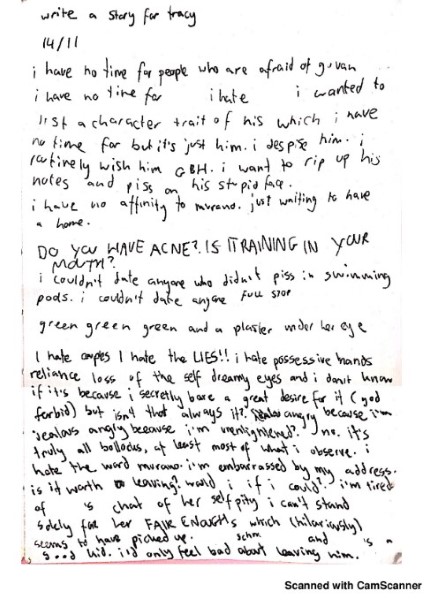 write a story for tracy
14/11
i have no time for people who are afraid of govan
i have no time for i hate i wanted to
list a character trait of his which i have
no time for but it's just him. i despise him. i
routinely wish him GBH. i want to rip up his
notes and piss on his stupid face.
i have no affinity to murano. just waiting to have
a home.
DO YOU HAVE ACNE? IS IT RAINING IN YOUR
MOUTH?
i couldn't date anyone who didn't piss in swimming
pools. i couldn't date anyone FULL STOP
green green green and a plaster under her eye
I hate couples I hate the LIES!! i hate possessive hands
reliance loss of the self dreamy eyes and i don't know
if it's because i secretly bare a great desire for it (god
forbid) but isn't that always it? angry because i'm
jealous angry because i'm unenlightened? no. it's
truly all bollocks, at least most of what i observe. i
hate the word murano. i'm embarrassed by my address.
is it worth leaving? would i if i could? i'm tired
of 's chat of her self pity i can't stand
solely for her FAIR ENOUGHs which (hilariously)
seems to have picked up. and is a
s...d kid. i'd only feel bad about leaving him.
Scanned with CamScanner